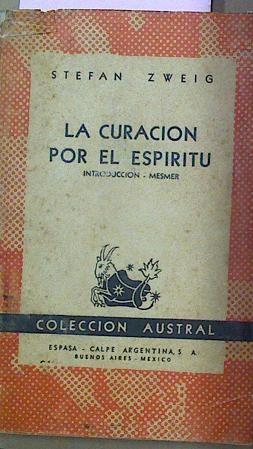 STEFAN ZWEIG
LA CURACION
POR EL ESPIRITU
INTRODUCCION - MESMER
COLECCION AUSTRAL
ESPASA - CALPE ARGENTINA, S. A.
BUENOS AIRES - MEXICO